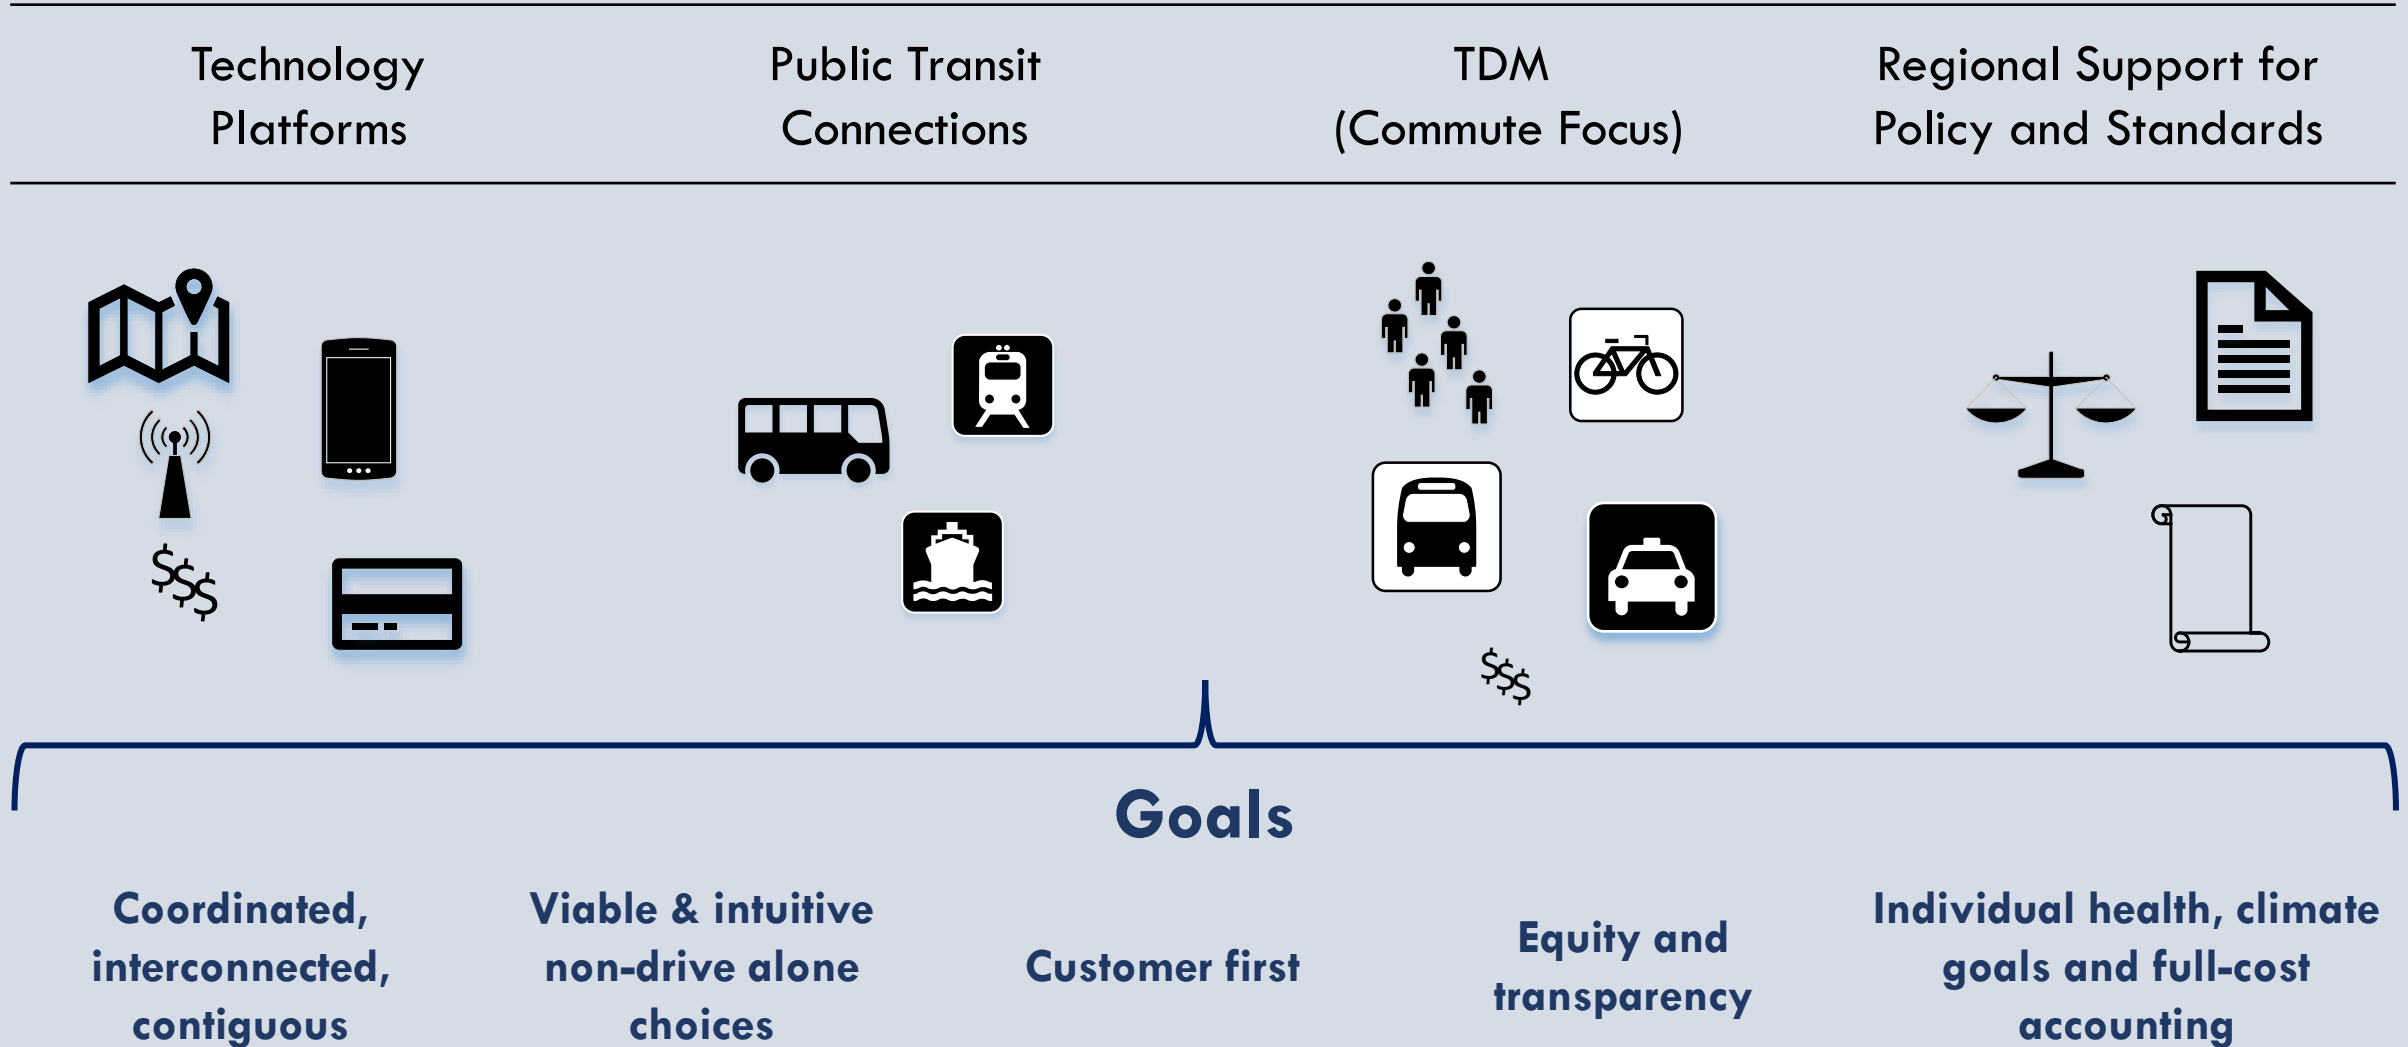 Technology
Platforms
Public Transit
Connections
TDM
(Commute Focus)
Regional Support for
Policy and Standards
$$$
$$$
Goals
Coordinated,
interconnected,
contiguous
Viable & intuitive
non-drive alone
choices
Customer first
Equity and
transparency
Individual health, climate
goals and full-cost
accounting